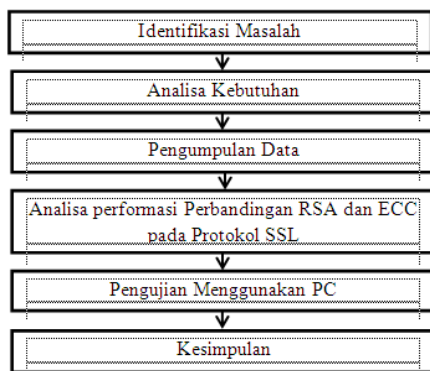 Identifikasi Masalah
Analisa Kebutuhan
Pengumpulan Data
Analisa performasi Perbandingan RSA dan ECC
pada Protokol SSL
Pengujian Menggunakan PC
Kesimpulan